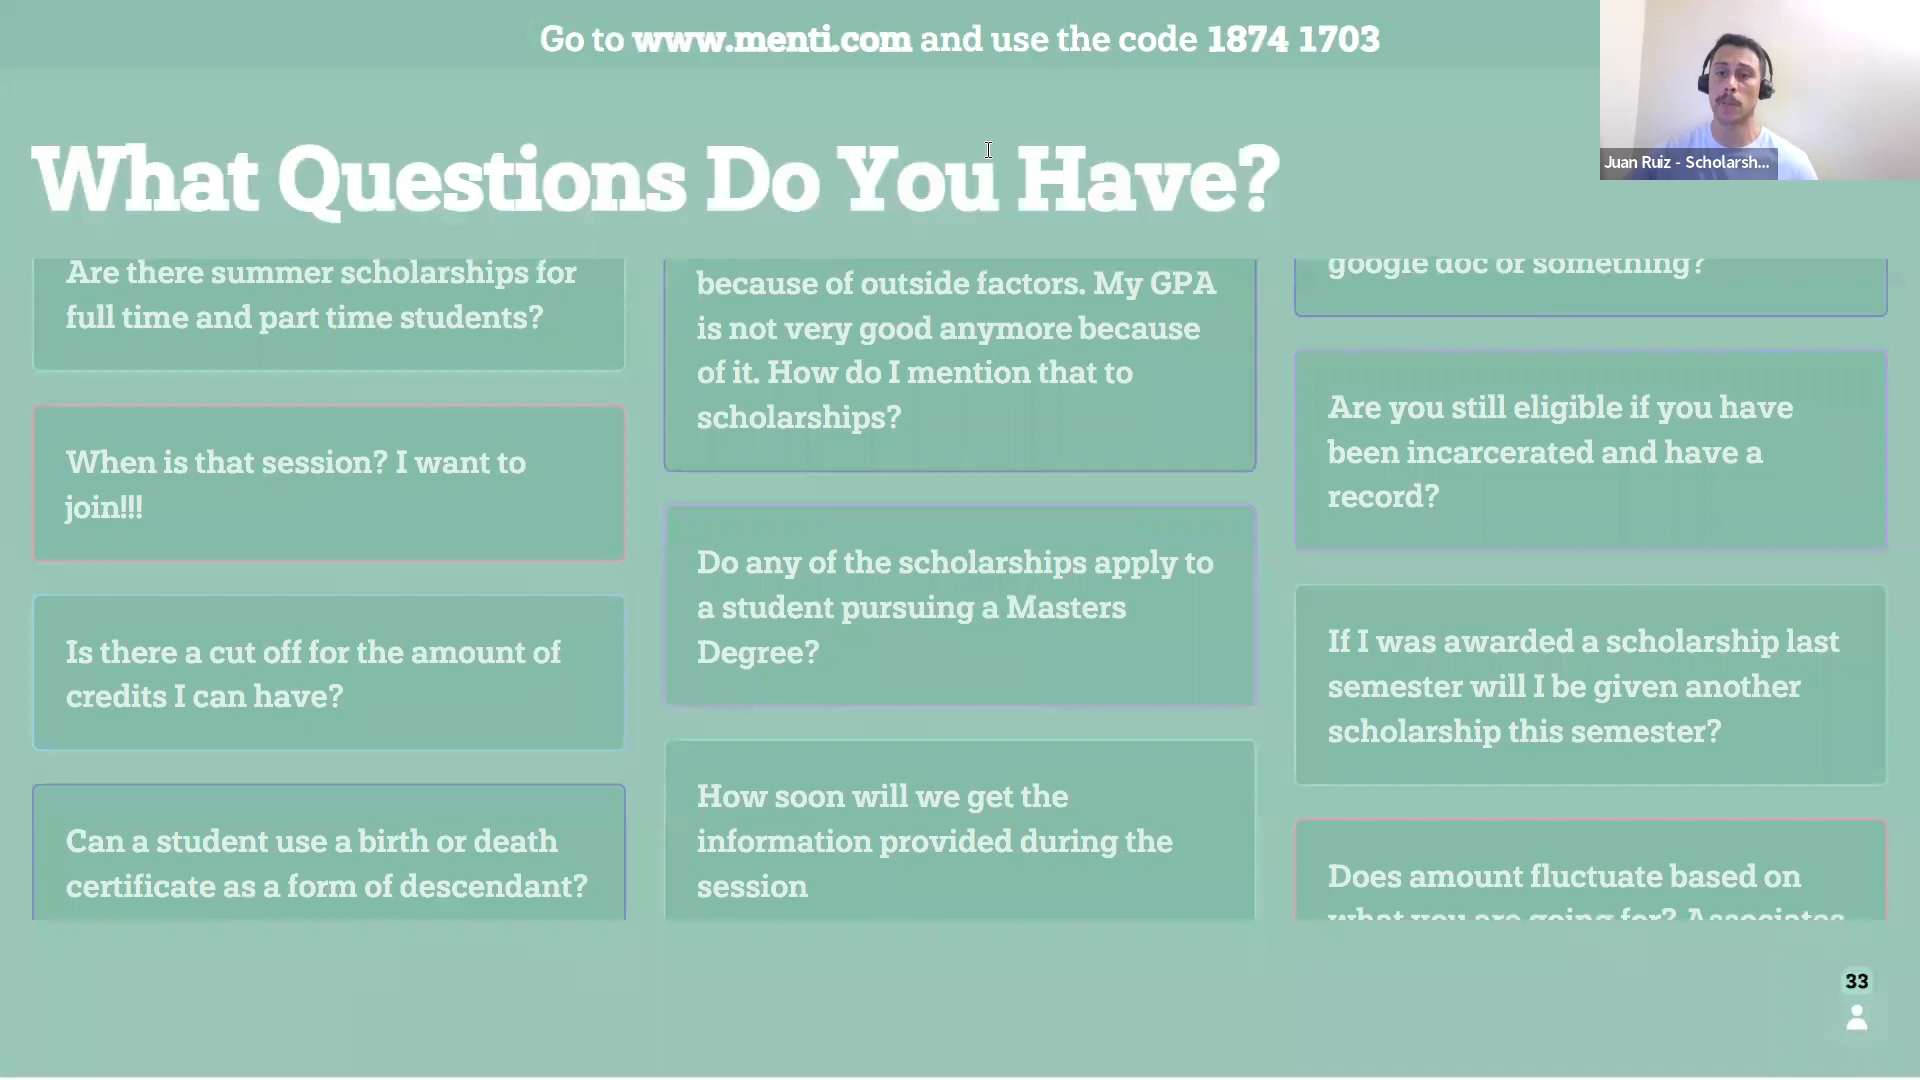 Go to www.menti.com and use the code 1874 1703
Juan Ruiz - Scholarsh...
What Questions Do You Have?
Are there summer scholarships for
full time and part time students?
When is that session? I want to
join!!!
Is there a cut off for the amount of
credits I can have?
Can a student use a birth or death
certificate as a form of descendant?
because of outside factors. My GPA
is not very good anymore because
of it. How do I mention that to
scholarships?
Do any of the scholarships apply to
a student pursuing a Masters
Degree?
How soon will we get the
information provided during the
session
google doc or something?
Are you still eligible if you have
been incarcerated and have a
record?
If I was awarded a scholarship last
semester will I be given another
scholarship this semester?
Does amount fluctuate based on
what you are going for? Associates
33